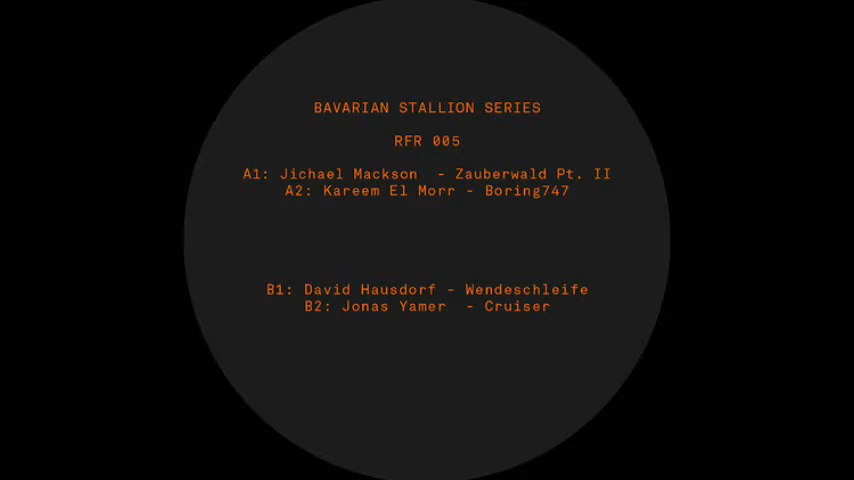 BAVARIAN STALLION SERIES
RFR 005
A1: Jichael Mackson - Zauberwald Pt. II
A2: Kareem El Morr - Boring747
B1: David Hausdorf - Wendeschleife
B2: Jonas Yamer - Cruiser